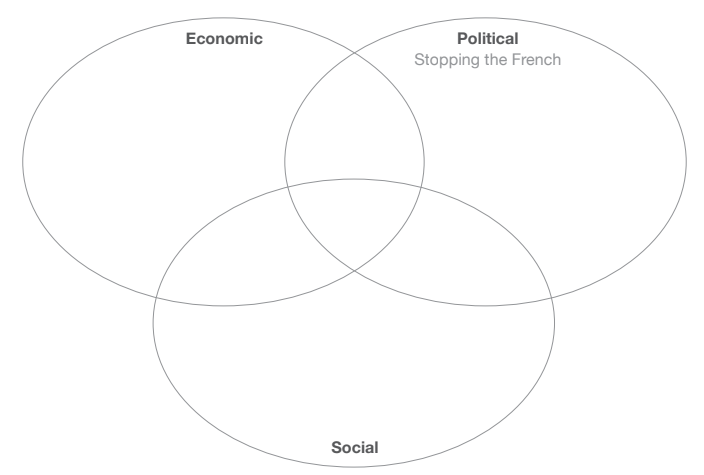 Economic
Political
Stopping the French
Social